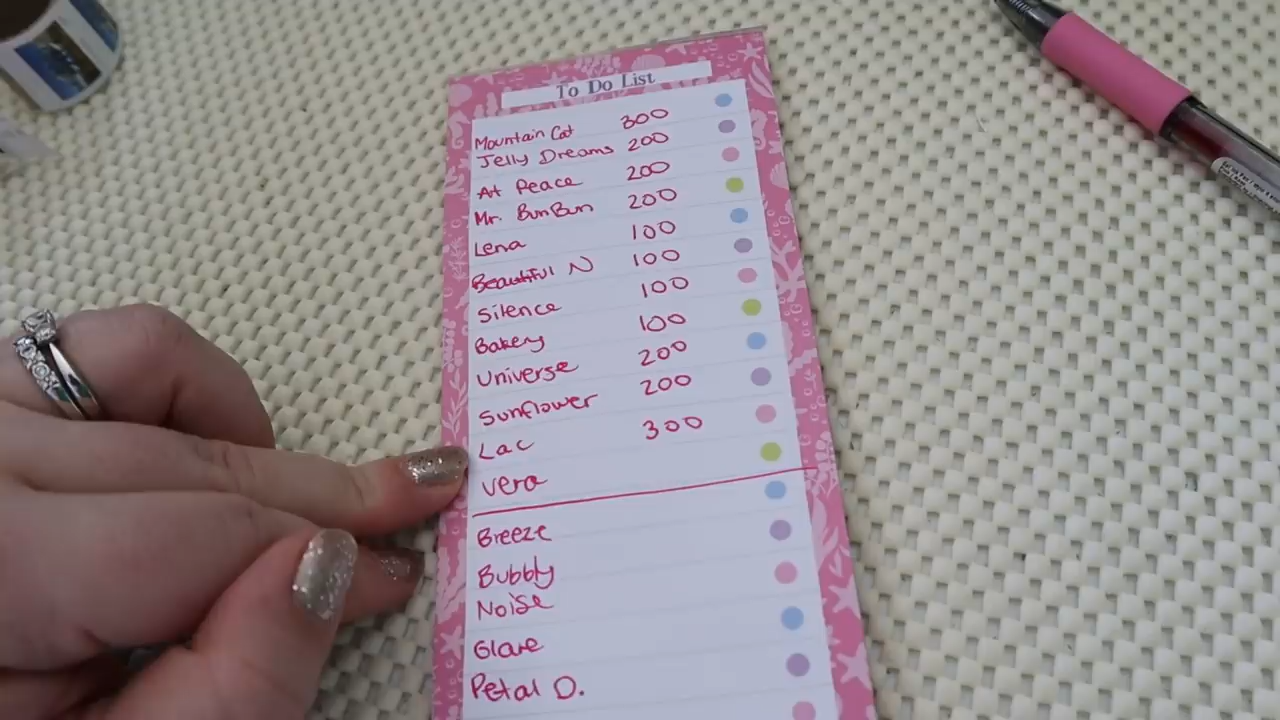 To Do List
Mountain Cat 300
Jelly Dreams 200
At Peace 200
Mr. BunBun 200
Lena 100
Beautiful N 100
Silence 100
Bakery 100
Universe 200
Sunflower 200
Lac 300
Vera
Breeze
Bubbly
Noise
Glare
Petal D.